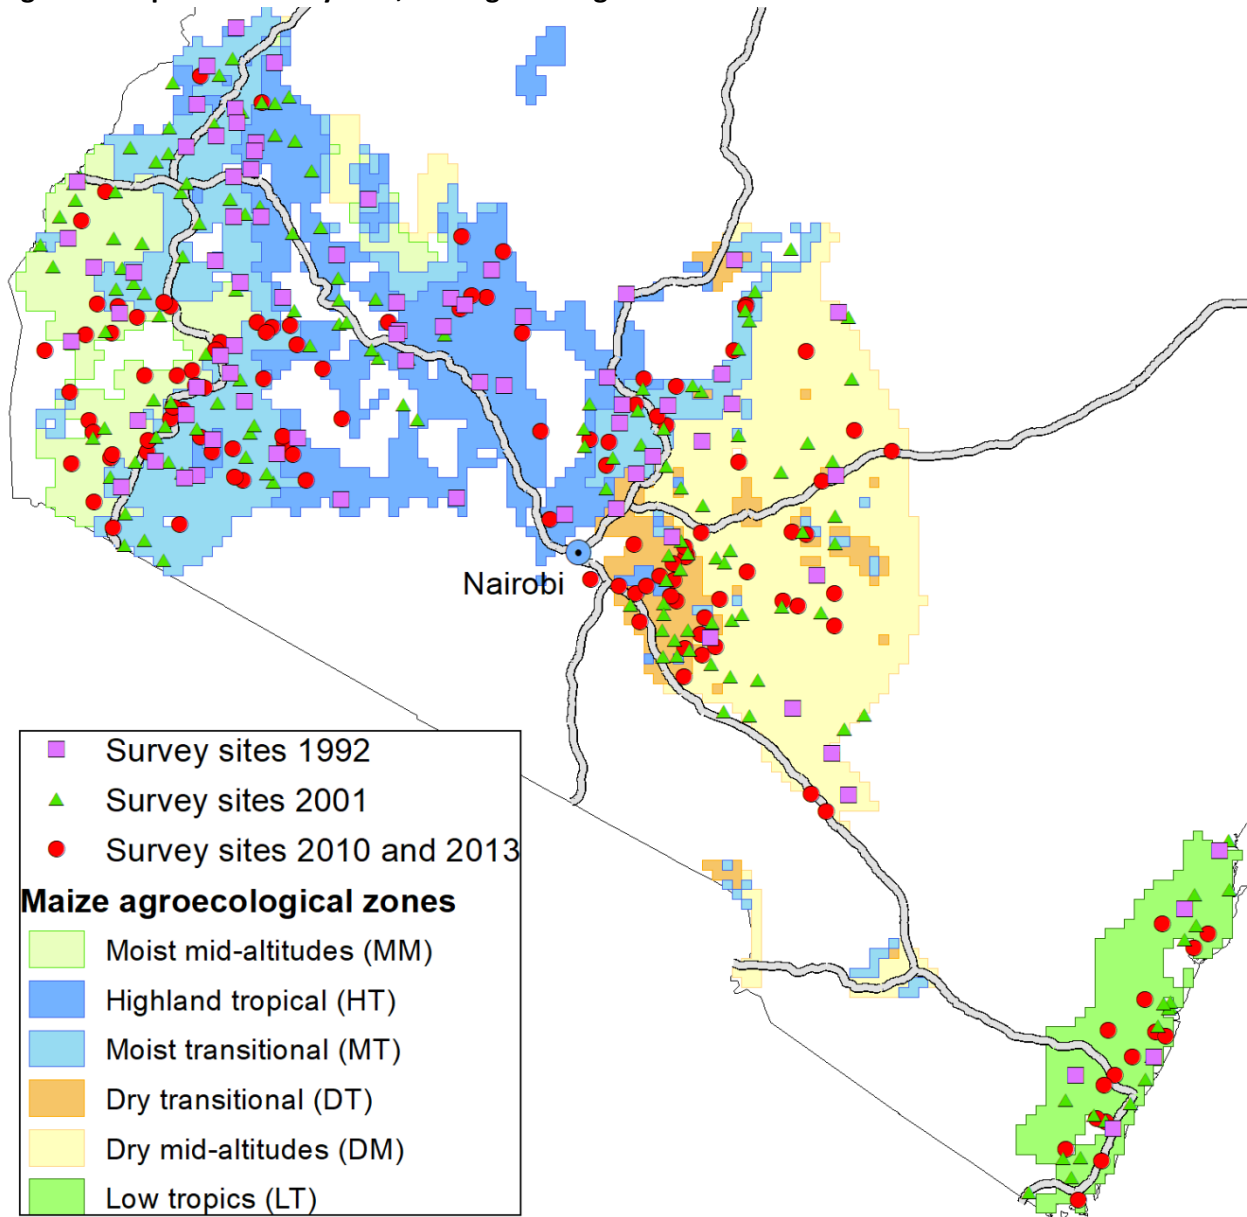 Nairobi
Survey sites 1992
Survey sites 2001
Survey sites 2010 and 2013
Maize agroecological zones
Moist mid-altitudes (MM)
Highland tropical (HT)
Moist transitional (MT)
Dry transitional (DT)
Dry mid-altitudes (DM)
Low tropics (LT)